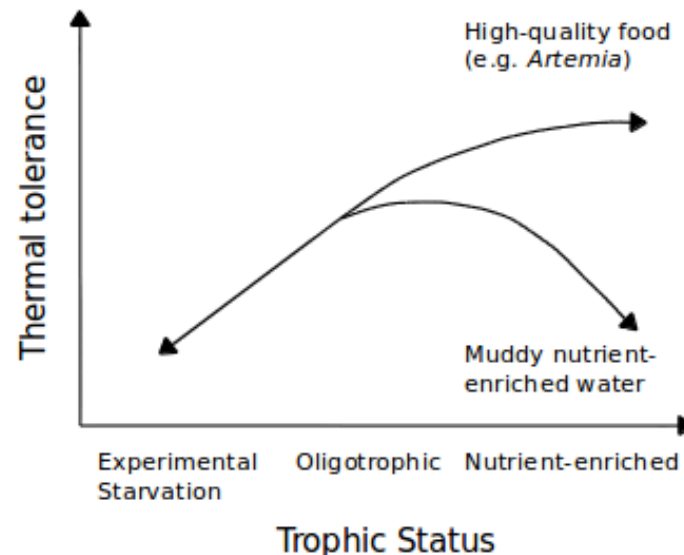 High-quality food
(e.g. Artemia)
Thermal tolerance
Muddy nutrient-
enriched water
Experimental
Starvation
Oligotrophic
Nutrient-enriched
Trophic Status